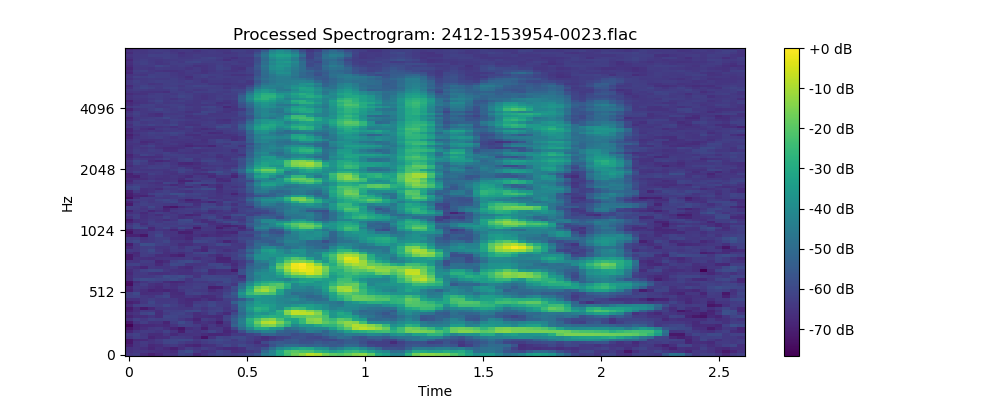 Processed Spectrogram: 2412-153954-0023.flac
Hz
4096
2048
1024
512
0
0
0.5
1
1.5
2
2.5
Time
+0 dB
-10 dB
-20 dB
-30 dB
-40 dB
-50 dB
-60 dB
-70 dB